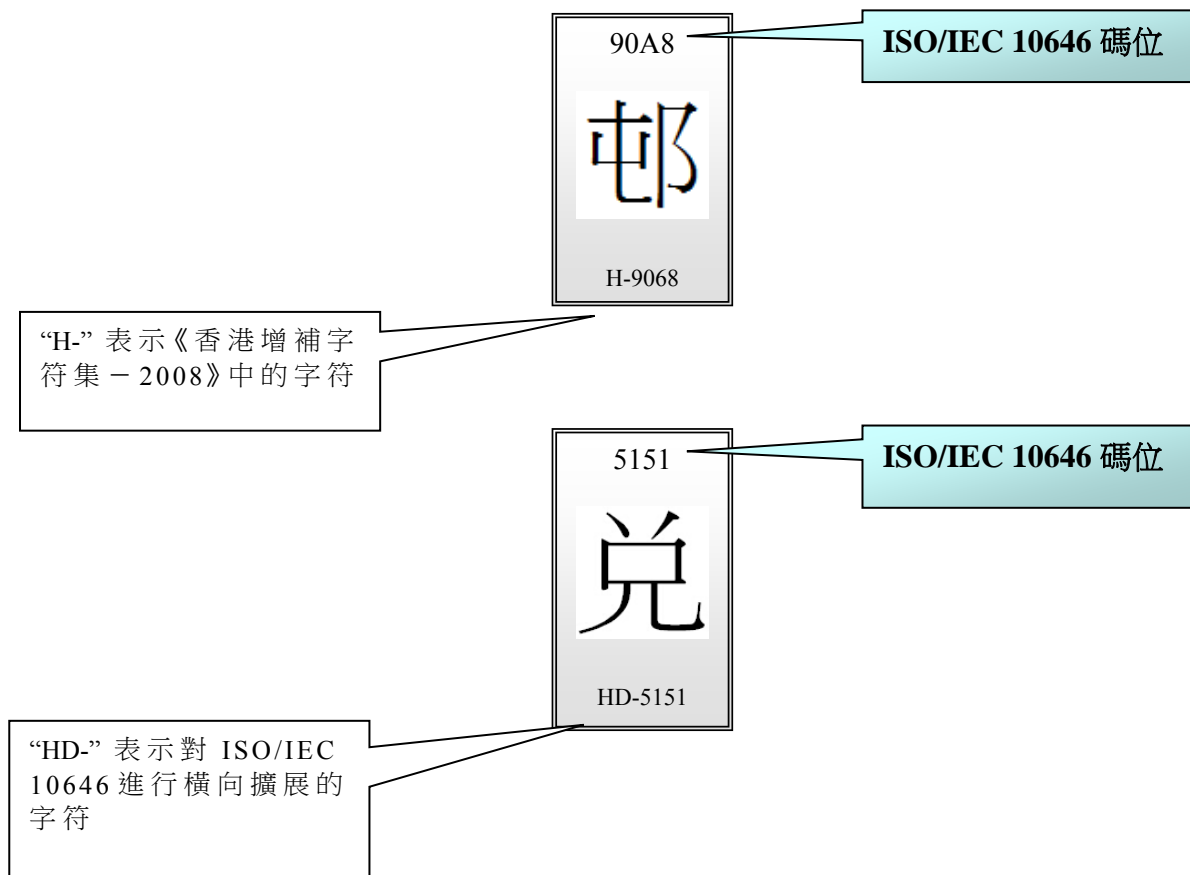 90A8
ISO/IEC 10646 碼位
邨
H-9068
“H-” 表示《香港增補字
符集－2008》中的字符
5151
ISO/IEC 10646 碼位
兑
HD-5151
“HD-” 表示對 ISO/IEC
10646 進行橫向擴展的
字符